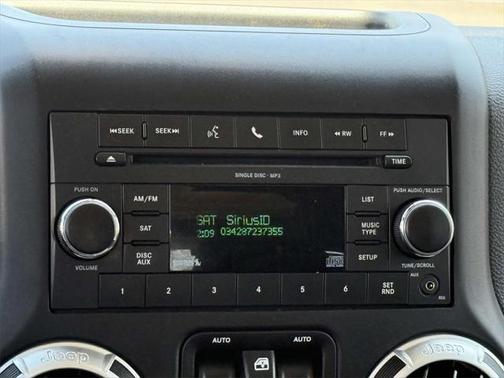 ⏮SEEK SEEK⏭ INFO ◀◀ RW FF ▶▶
TIME
SINGLE DISC · MP3
PUSH ON
VOLUME
AM/FM
SAT
DISC AUX
SAT SiriusID
2:09 034287237355
LIST
MUSIC TYPE
SETUP
PUSH AUDIO/SELECT
TUNE/SCROLL
1 2 3 4 5 6 SET RND
AUX
AUTO AUTO
Jeep
Jeep